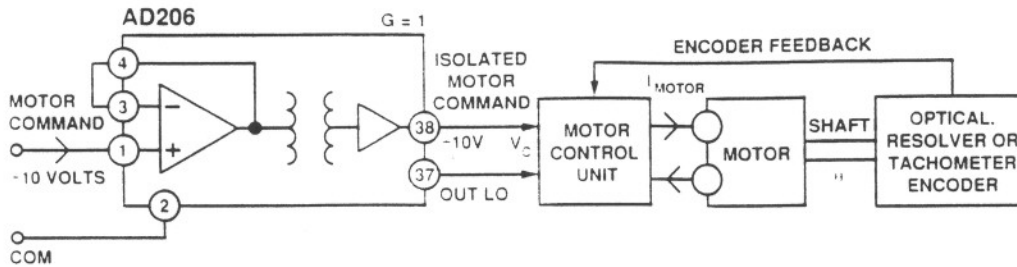 AD206
G = 1
4
3
1
2
38
37
−
+
MOTOR
COMMAND
~10 VOLTS
COM
ISOLATED
MOTOR
COMMAND
~10V
OUT LO
MOTOR
CONTROL
UNIT
ENCODER FEEDBACK
I MOTOR
MOTOR
SHAFT
OPTICAL.
RESOLVER OR
TACHOMETER
ENCODER